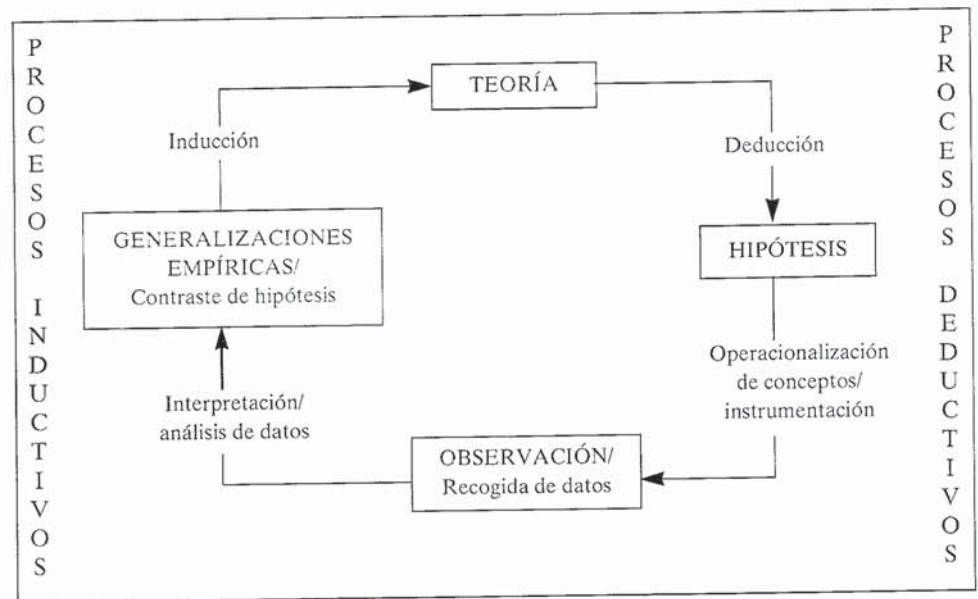 PROCESOS INDUCTIVOS
TEORÍA
Inducción
Deducción
GENERALIZACIONES
EMPÍRICAS/
Contraste de hipótesis
HIPÓTESIS
Operacionalización
de conceptos/
instrumentación
Interpretación/
análisis de datos
OBSERVACIÓN/
Recogida de datos
PROCESOS DEDUCTIVOS